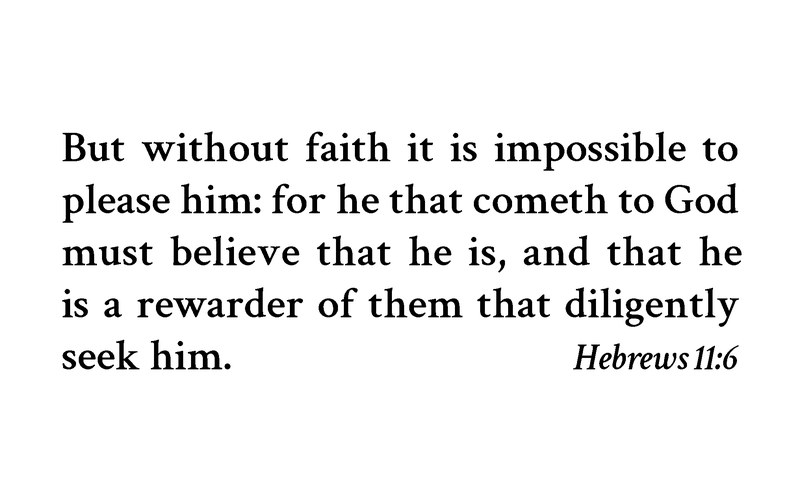 But without faith it is impossible to
please him: for he that cometh to God
must believe that he is, and that he
is a rewarder of them that diligently
seek him. Hebrews 11:6